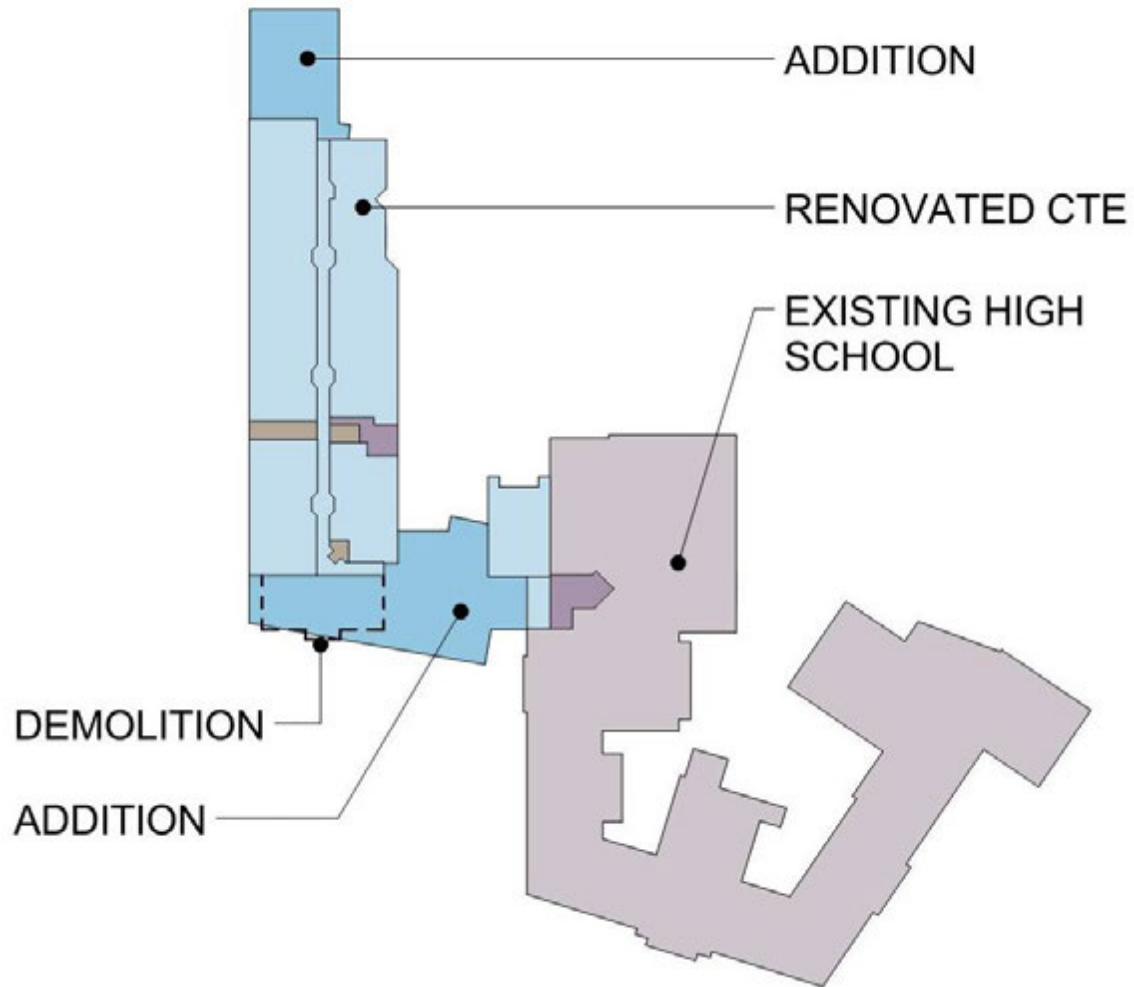 ADDITION
RENOVATED CTE
EXISTING HIGH
SCHOOL
DEMOLITION
ADDITION